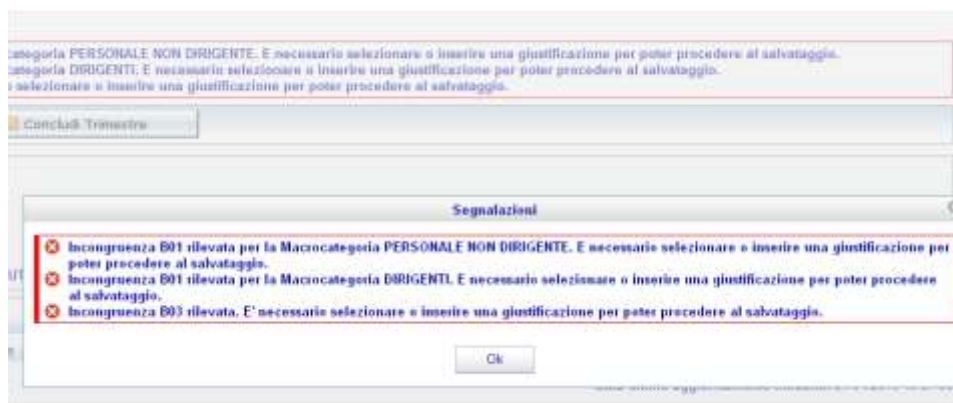 categoria PERSONALE NON DIRIGENTE. E necessario selezionare o inserire una giustificazione per poter procedere al salvataggio.
categoria DIRIGENTI. E necessario selezionare o inserire una giustificazione per poter procedere al salvataggio.
selezionare o inserire una giustificazione per poter procedere al salvataggio.
Concludi Trimestre
Segnalazioni
Incongruenza B01 rilevata per la Macrocategoria PERSONALE NON DIRIGENTE. E necessario selezionare o inserire una giustificazione per
poter procedere al salvataggio.
Incongruenza B01 rilevata per la Macrocategoria DIRIGENTI. E necessario selezionare o inserire una giustificazione per poter procedere
al salvataggio.
Incongruenza B03 rilevata. E' necessario selezionare o inserire una giustificazione per poter procedere al salvataggio.
Ok